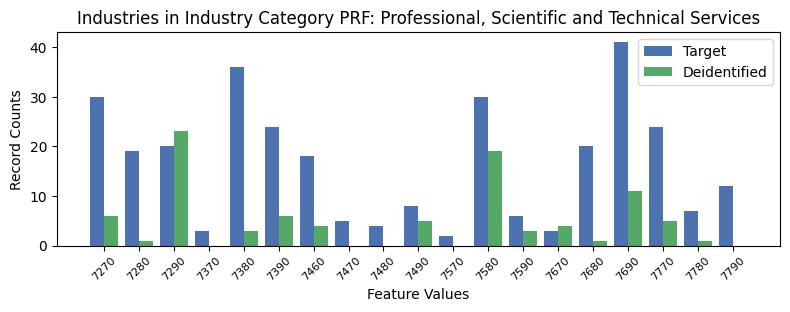 Industries in Industry Category PRF: Professional, Scientific and Technical Services
Target
Deidentified
Record Counts
40
30
20
10
0
7270 7280 7290 7370 7380 7390 7460 7470 7480 7490 7570 7580 7590 7670 7680 7690 7770 7780 7790
Feature Values